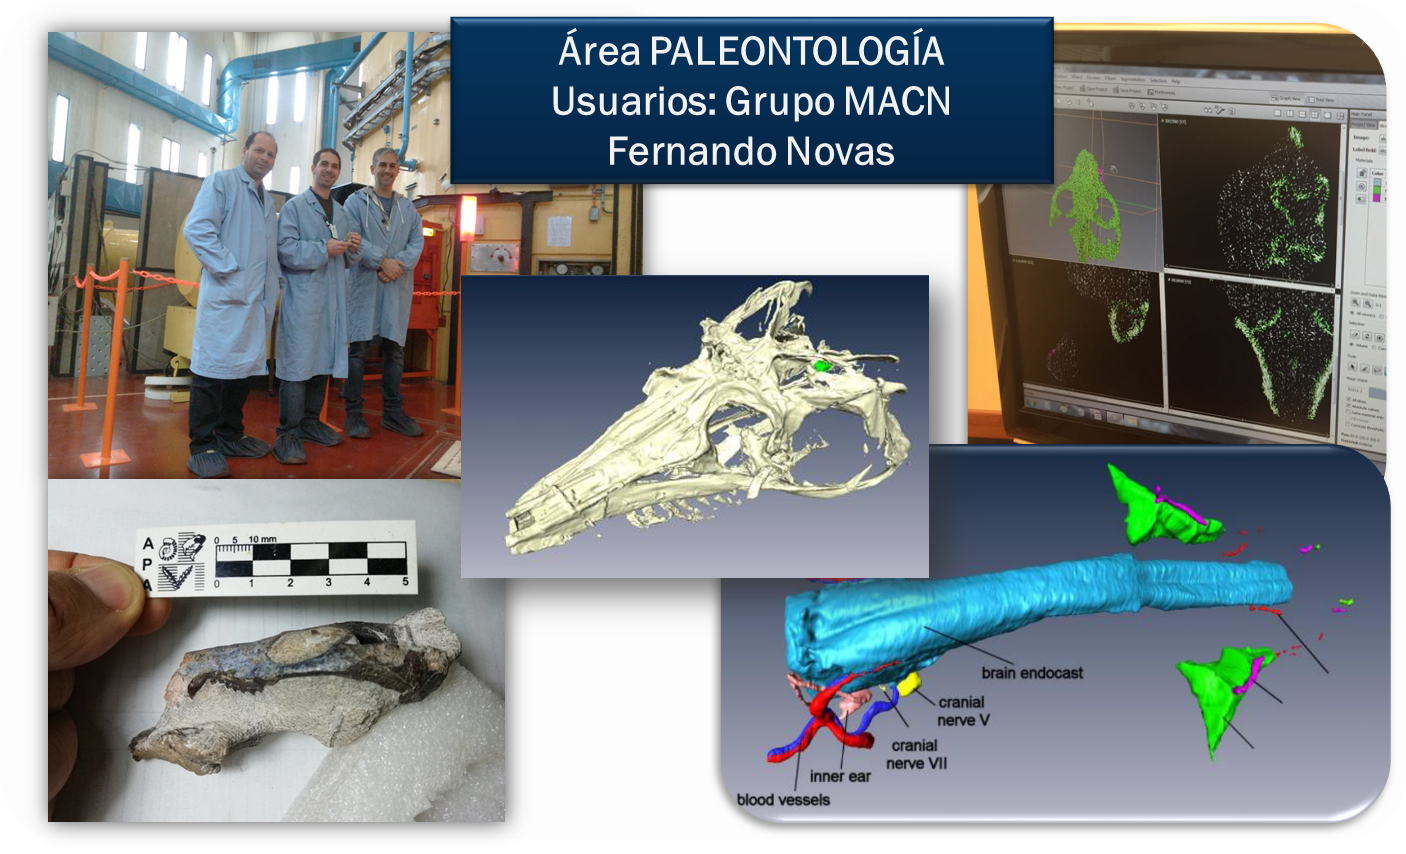 Área PALEONTOLOGÍA
Usuarios: Grupo MACN
Fernando Novas
A
P
A
0 5 10 mm
0 1 2 3 4 5
brain endocast
cranial
nerve V
cranial
nerve VII
inner ear
blood vessels